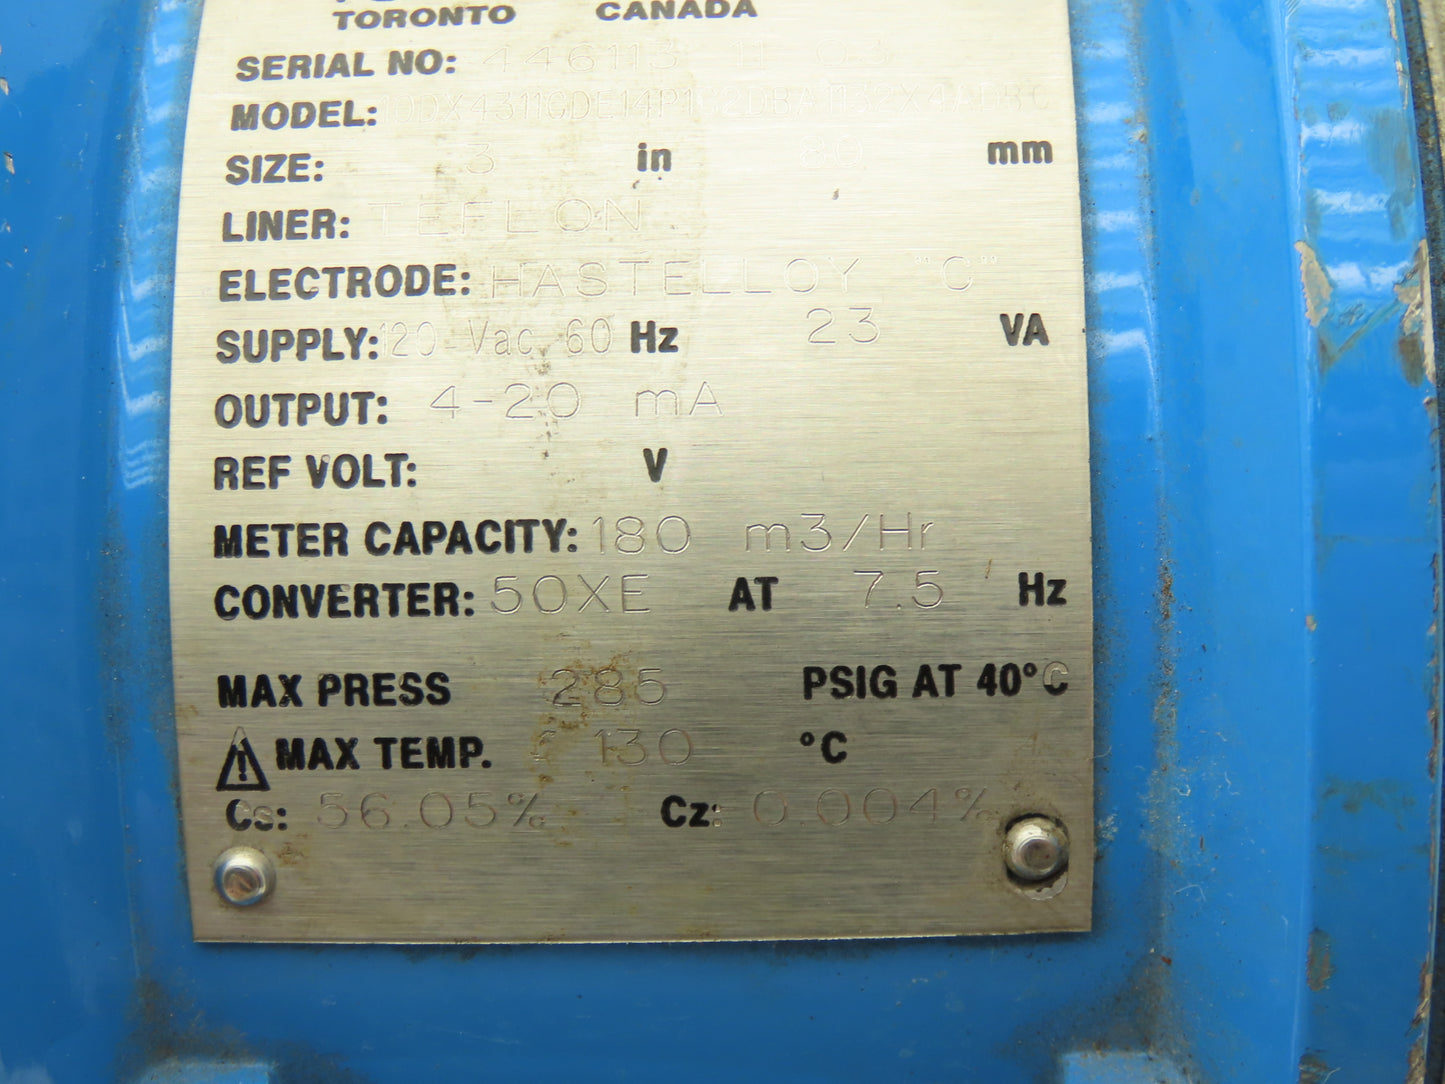 TORONTO CANADA
SERIAL NO: 446113 11 03
MODEL:
SIZE: 3 in 80 mm
LINER: TEFLON
ELECTRODE: HASTELLOY "C"
SUPPLY: 120 Vac 60 Hz 23 VA
OUTPUT: 4-20 mA
REF VOLT: V
METER CAPACITY: 180 m3/Hr
CONVERTER: 50XE AT 7.5 Hz
MAX PRESS 285 PSIG AT 40°C
MAX TEMP. 130 °C
Cs: 56.05% Cz: -0.004%